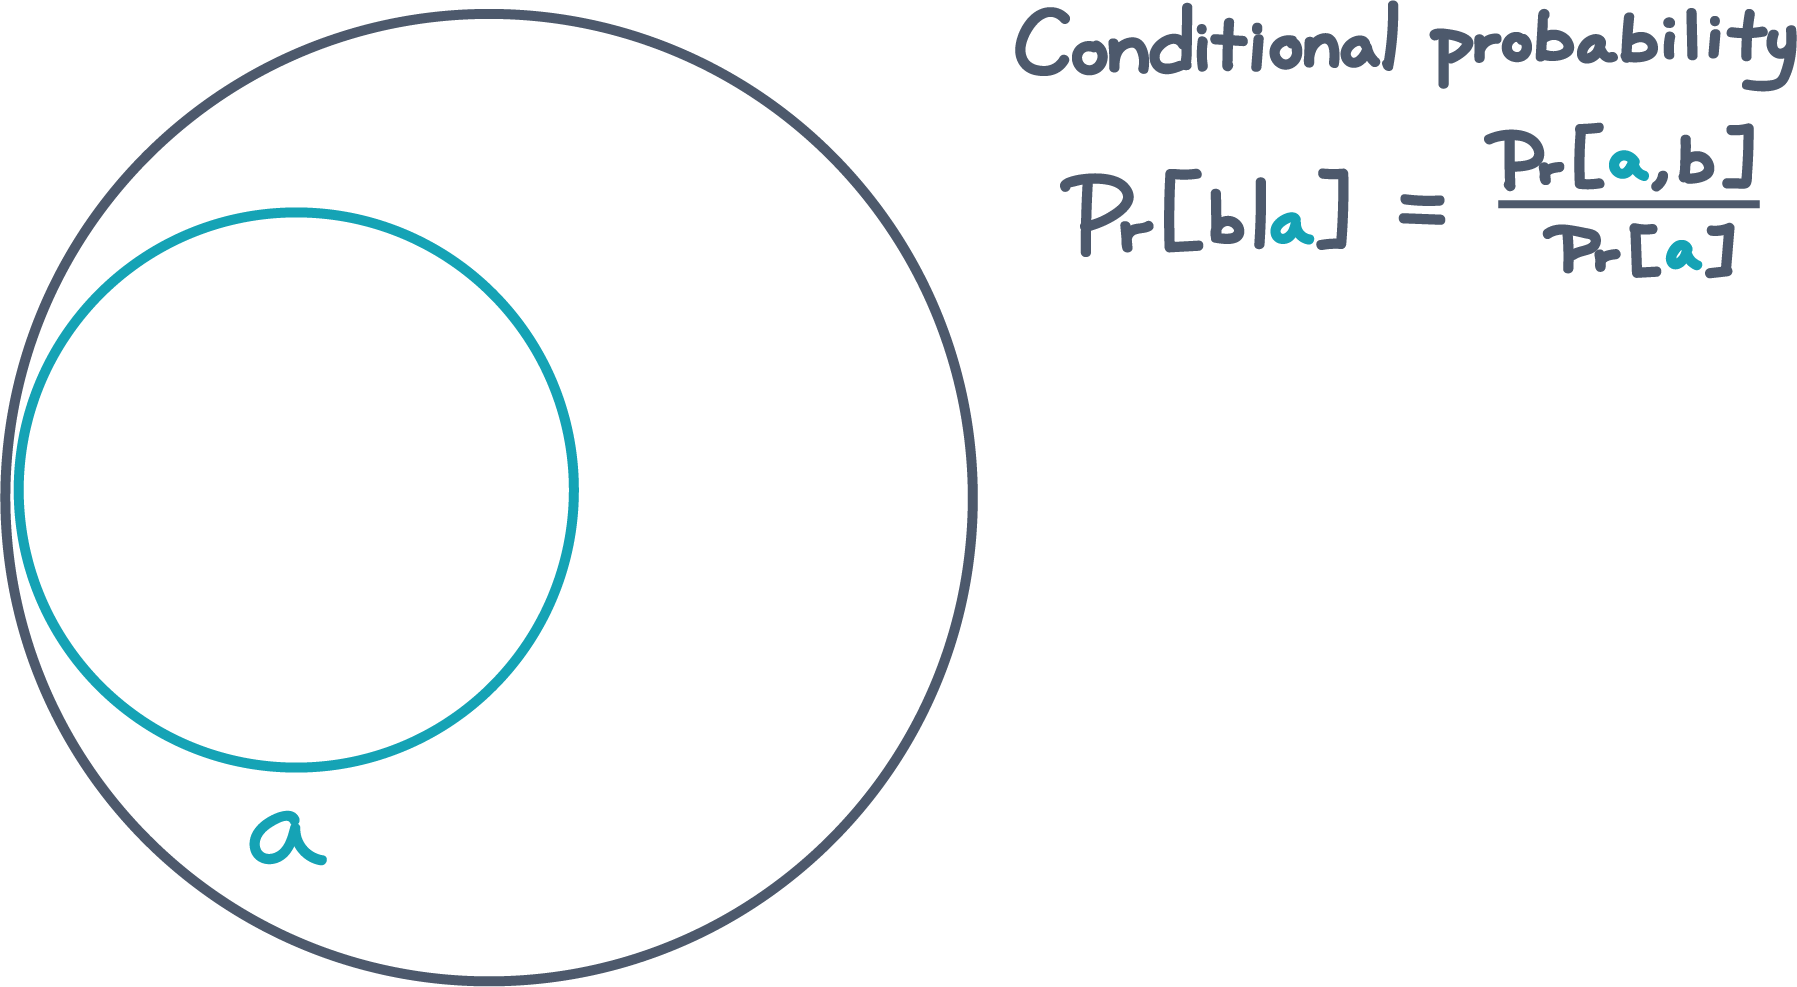 Conditional probability
Pr[b|a] = Pr[a,b]
Pr[a]
a